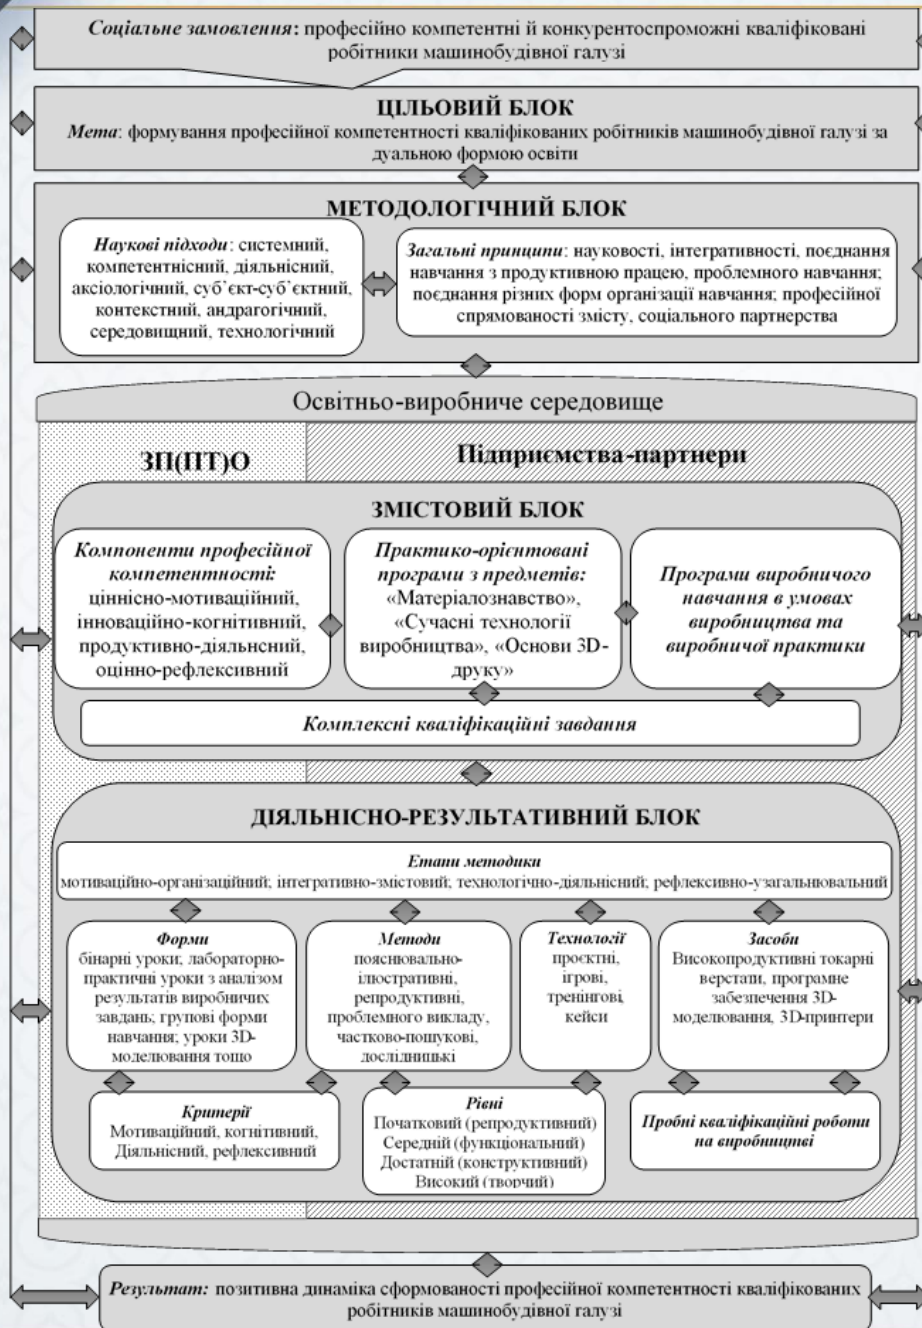 Соціальне замовлення: професійно компетентні й конкурентоспроможні кваліфіковані
робітники машинобудівної галузі
ЦІЛЬОВИЙ БЛОК
Мета: формування професійної компетентності кваліфікованих робітників машинобудівної галузі за
дуальною формою освіти
МЕТОДОЛОГІЧНИЙ БЛОК
Наукові підходи: системний,
компетентнісний, діяльнісний,
аксіологічний, суб`єкт-суб`єктний,
контекстний, андрагогічний,
середовищний, технологічний
Загальні принципи: науковості, інтегративності, поєднання
навчання з продуктивною працею, проблемного навчання;
поєднання різних форм організації навчання; професійної
спрямованості змісту, соціального партнерства
Освітньо-виробниче середовище
ЗП(ПТ)О
Підприємства-партнери
ЗМІСТОВИЙ БЛОК
Компоненти професійної
компетентності:
ціннісно-мотиваційний,
інноваційно-когнітивний,
продуктивно-діяльнсний,
оцінно-рефлексивний
Практико-орієнтовані
програми з предметів:
«Матеріалознавство»,
«Сучасні технології
виробництва», «Основи 3D-
друку»
Програми виробничого
навчання в умовах
виробництва та
виробничої практики
Комплексні кваліфікаційні завдання
ДІЯЛЬНІСНО-РЕЗУЛЬТАТИВНИЙ БЛОК
Етапи методики
мотиваційно-організаційний; інтегративно-змістовий; технологічно-діяльнісний; рефлексивно-узагальнювальний
Форми
бінарні уроки; лабораторно-
практичні уроки з аналізом
результатів виробничих
завдань; групові форми
навчання; уроки 3D-
моделювання тощо
Методи
пояснювально-
ілюстративні,
репродуктивні,
проблемного викладу,
частково-пошукові,
дослідницькі
Технології
проєктні,
ігрові,
тренінгові,
кейси
Засоби
Високопродуктивні токарні
верстати, програмне
забезпечення 3D-
моделювання, 3D-принтери
Критерії
Мотиваційний, когнітивний,
Діяльнісний, рефлексивний
Рівні
Початковий (репродуктивний)
Середній (функціональний)
Достатній (конструктивний)
Високий (творчий)
Пробні кваліфікаційні роботи
на виробництві
Результат: позитивна динаміка сформованості професійної компетентності кваліфікованих
робітників машинобудівної галузі